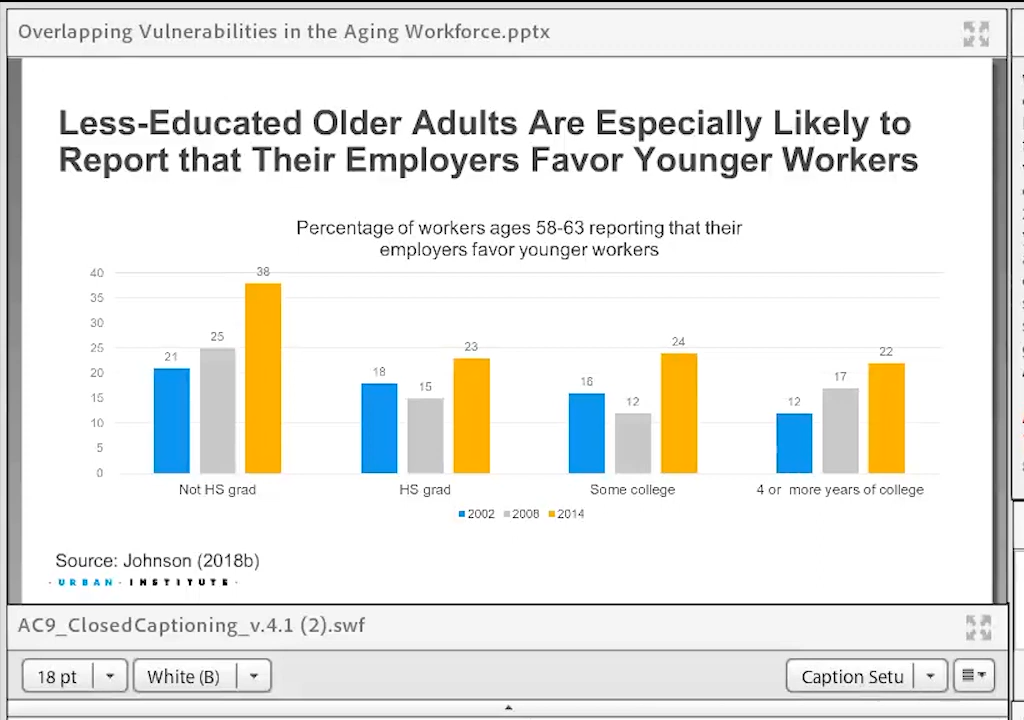 Overlapping Vulnerabilities in the Aging Workforce.pptx
Less-Educated Older Adults Are Especially Likely to
Report that Their Employers Favor Younger Workers
Percentage of workers ages 58-63 reporting that their
employers favor younger workers
40
35
30
25
20
15
10
5
0
21
25
38
18
15
23
16
12
24
12
17
22
Not HS grad
HS grad
Some college
4 or more years of college
2002
2008
2014
Source: Johnson (2018b)
· URBAN · INSTITUTE ·
AC9_ClosedCaptioning_v.4.1 (2).swf
18 pt
White (B)
Caption Setu